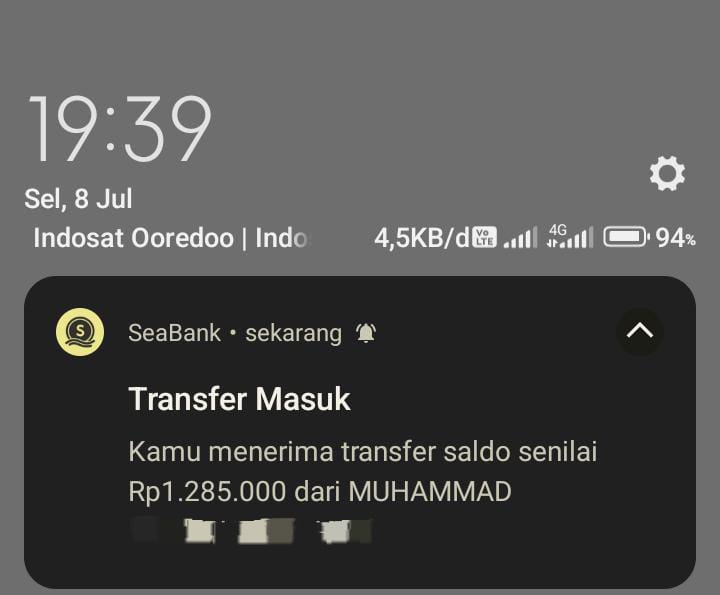 19:39
Sel, 8 Jul
Indosat Ooredoo | Indo
4,5KB/d Vo LTE 4G 94%
S
SeaBank • sekarang
Transfer Masuk
Kamu menerima transfer saldo senilai
Rp1.285.000 dari MUHAMMAD